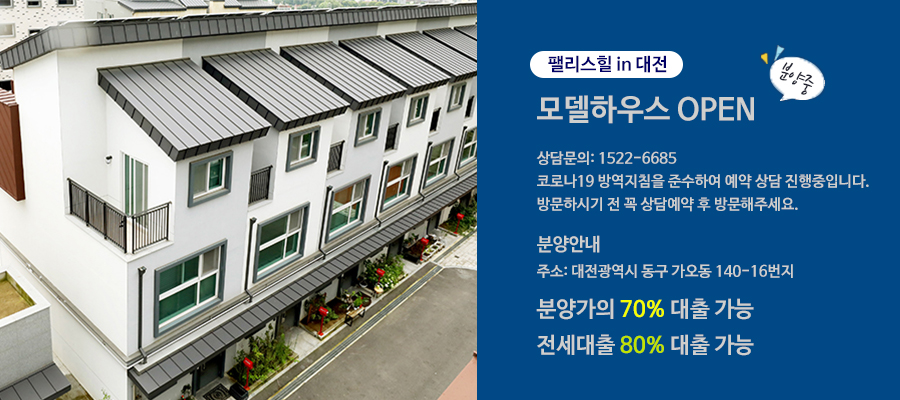 팰리스힐 in 대전
분양중
모델하우스 OPEN
상담문의: 1522-6685
코로나19 방역지침을 준수하여 예약 상담 진행중입니다.
방문하시기 전 꼭 상담예약 후 방문해주세요.
분양안내
주소: 대전광역시 동구 가오동 140-16번지
분양가의 70% 대출 가능
전세대출 80% 대출 가능